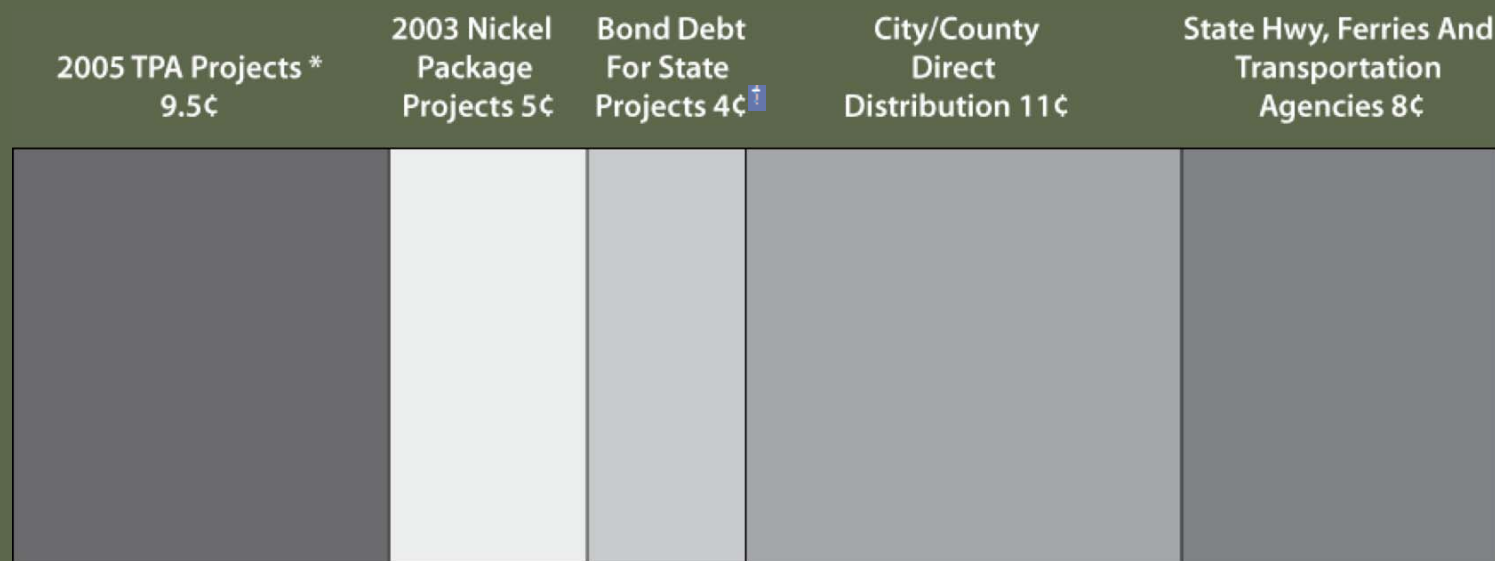 2005 TPA Projects *
9.5¢
2003 Nickel
Package
Projects 5¢
Bond Debt
For State
Projects 4¢†
City/County
Direct
Distribution 11¢
State Hwy, Ferries And
Transportation
Agencies 8¢